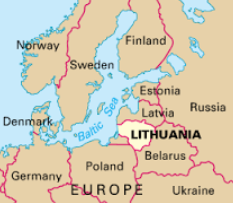 Norway
Finland
Sweden
Estonia
Baltic Sea
Latvia
Russia
Denmark
LITHUANIA
Belarus
Poland
Germany
EUROPE
Ukraine